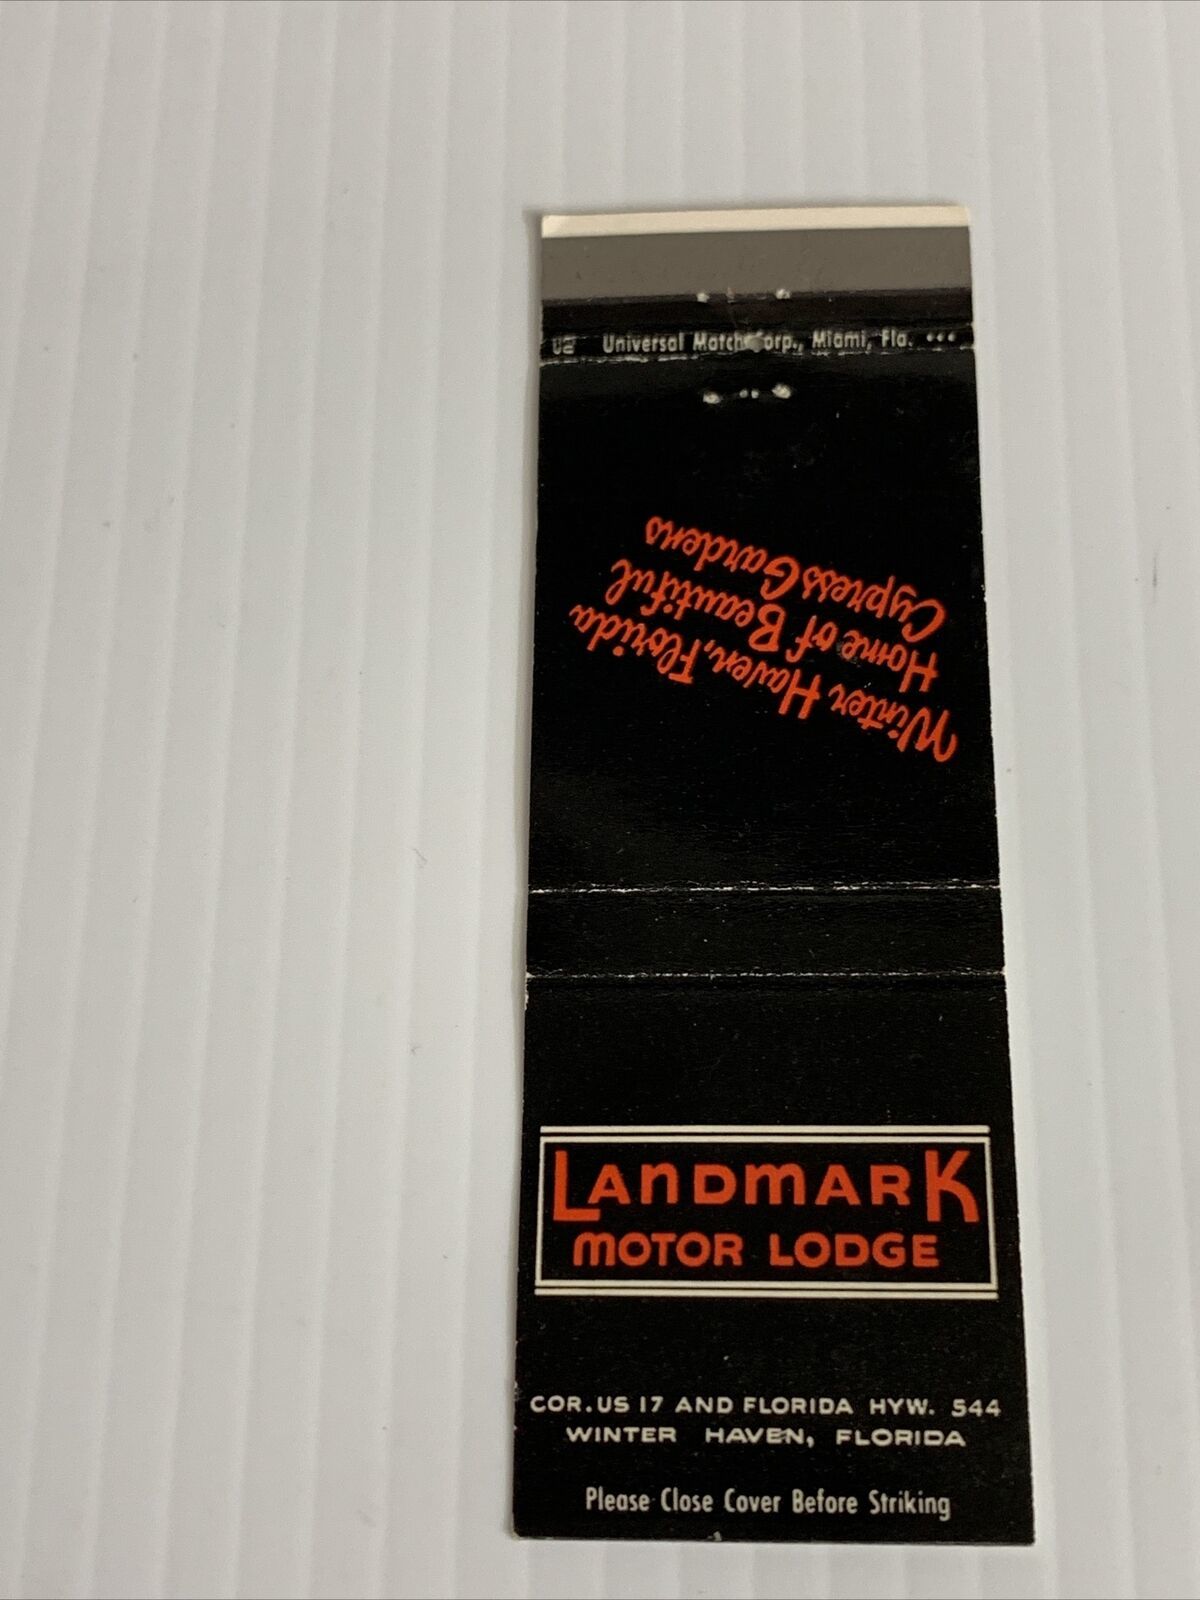 U2 Universal Match Corp., Miami, Fla. •••
Winter Haven, Florida
Home of Beautiful
Cypress Gardens
LANDMARK
MOTOR LODGE
COR. US 17 AND FLORIDA HYW. 544
WINTER HAVEN, FLORIDA
Please Close Cover Before Striking